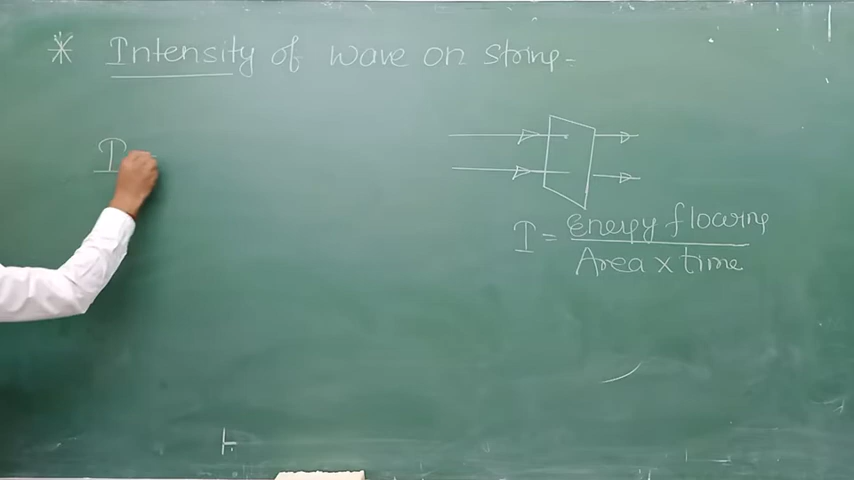 * Intensity of wave on string -
I
I = Energy flowing
Area x time